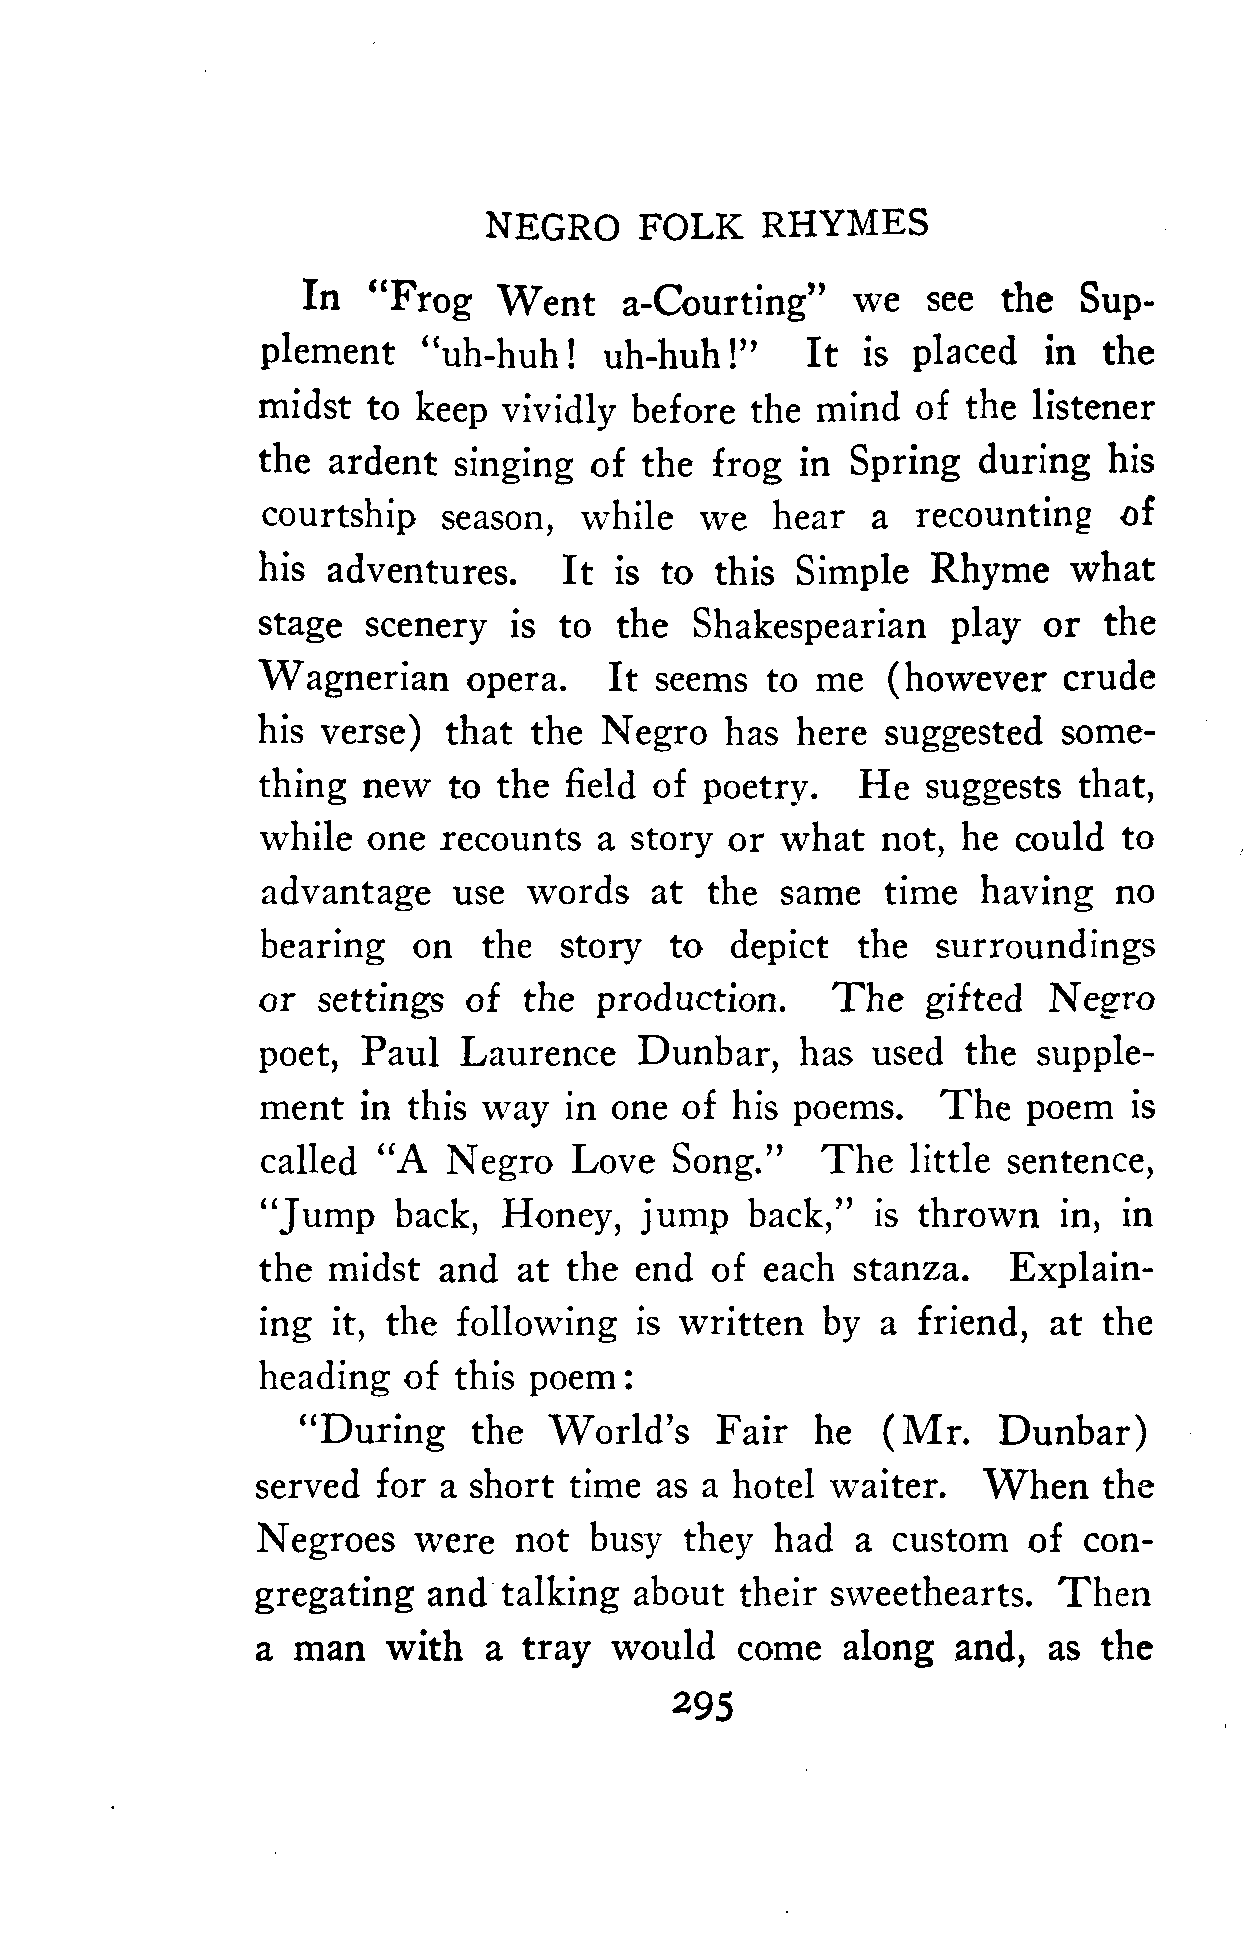 NEGRO FOLK RHYMES
In "Frog Went a-Courting" we see the Sup-
plement "uh-huh! uh-huh!" It is placed in the
midst to keep vividly before the mind of the listener
the ardent singing of the frog in Spring during his
courtship season, while we hear a recounting of
his adventures. It is to this Simple Rhyme what
stage scenery is to the Shakespearian play or the
Wagnerian opera. It seems to me (however crude
his verse) that the Negro has here suggested some-
thing new to the field of poetry. He suggests that,
while one recounts a story or what not, he could to
advantage use words at the same time having no
bearing on the story to depict the surroundings
or settings of the production. The gifted Negro
poet, Paul Laurence Dunbar, has used the supple-
ment in this way in one of his poems. The poem is
called "A Negro Love Song." The little sentence,
"Jump back, Honey, jump back," is thrown in, in
the midst and at the end of each stanza. Explain-
ing it, the following is written by a friend, at the
heading of this poem:
"During the World's Fair he (Mr. Dunbar)
served for a short time as a hotel waiter. When the
Negroes were not busy they had a custom of con-
gregating and talking about their sweethearts. Then
a man with a tray would come along and, as the
295